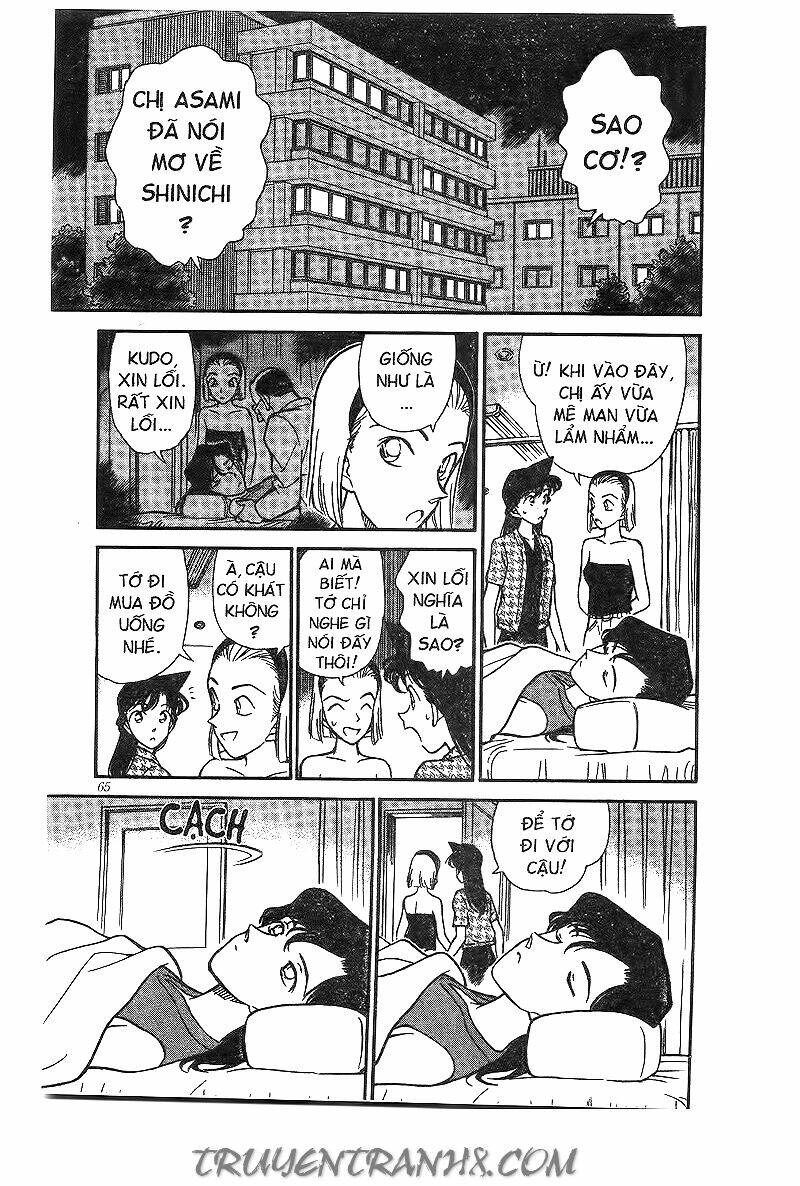 SAO
CƠ!?
CHỊ ASAMI
ĐÃ NÓI
MƠ VỀ
SHINICHI
?
Ừ! KHI VÀO ĐÂY,
CHỊ ẤY VỪA
MÊ MAN VỪA
LẨM NHẨM...
GIỐNG
NHƯ LÀ
...
KUDO,
XIN LỖI.
RẤT XIN
LỖI...
XIN LỖI
NGHĨA
LÀ
SAO?
AI MÀ
BIẾT!
TỚ CHỈ
NGHE GÌ
NÓI ĐẤY
THÔI!
À, CẬU
CÓ KHÁT
KHÔNG
?
TỚ ĐI
MUA ĐỒ
UỐNG
NHÉ.
65
ĐỂ TỚ
ĐI VỚI
CẬU!
CẠCH
TRUYENTRANH8.COM